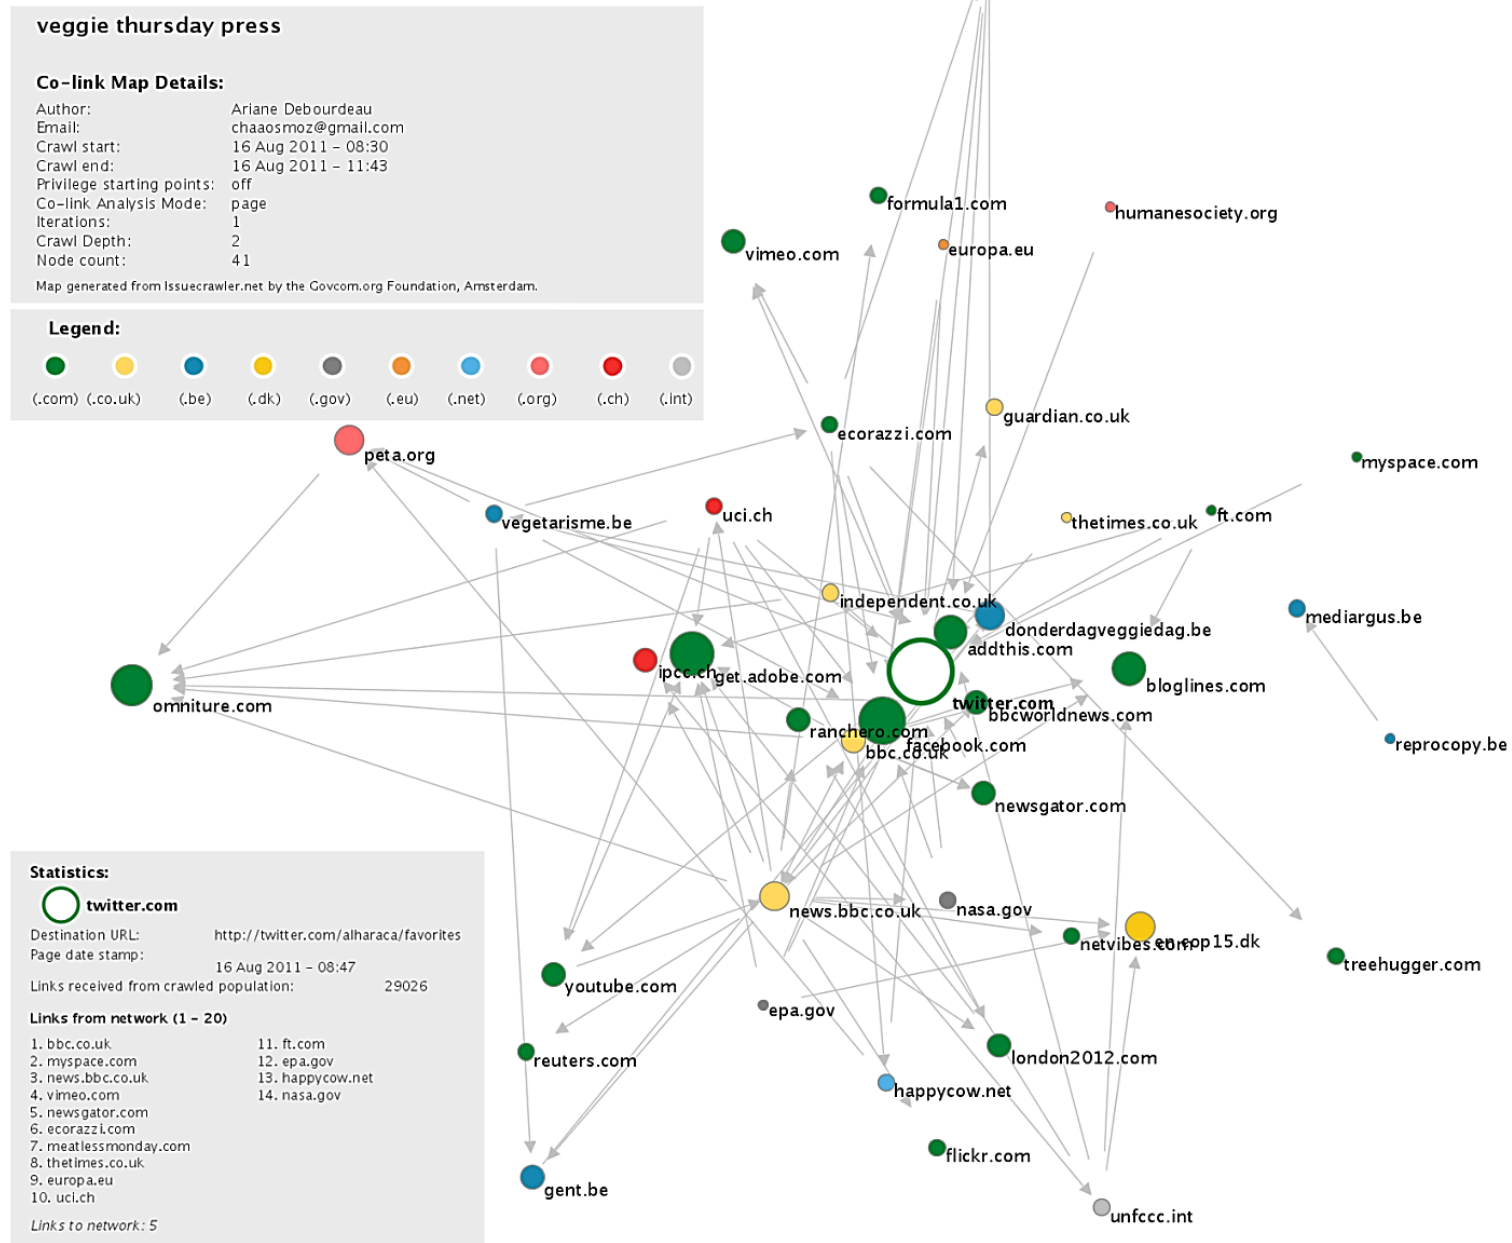 veggie thursday press
Co-link Map Details:
Author: Ariane Debourdeau
Email: chaaosmoz@gmail.com
Crawl start: 16 Aug 2011 - 08:30
Crawl end: 16 Aug 2011 - 11:43
Privilege starting points: off
Co-link Analysis Mode: page
Iterations: 1
Crawl Depth: 2
Node count: 41
Map generated from Issuecrawler.net by the Govcom.org Foundation, Amsterdam.
Legend:
(.com) (.co.uk) (.be) (.dk) (.gov) (.eu) (.net) (.org) (.ch) (.int)
formula1.com
humanesociety.org
vimeo.com
europa.eu
guardian.co.uk
ecorazzi.com
peta.org
myspace.com
vegetarisme.be
uci.ch
thetimes.co.uk
ft.com
independent.co.uk
mediargus.be
donderdagveggiedag.be
addthis.com
ipcc.ch
get.adobe.com
bloglines.com
omniture.com
twitter.com
bbcworldnews.com
ranchero.com
facebook.com
bbc.co.uk
reprocopy.be
newsgator.com
news.bbc.co.uk
nasa.gov
netvibes.com
en.cop15.dk
treehugger.com
youtube.com
epa.gov
reuters.com
london2012.com
happycow.net
flickr.com
gent.be
unfccc.int
Statistics:
twitter.com
Destination URL: http://twitter.com/alharaca/favorites
Page date stamp:
16 Aug 2011 - 08:47
Links received from crawled population: 29026
Links from network (1 - 20)
1. bbc.co.uk
2. myspace.com
3. news.bbc.co.uk
4. vimeo.com
5. newsgator.com
6. ecorazzi.com
7. meatlessmonday.com
8. thetimes.co.uk
9. europa.eu
10. uci.ch
11. ft.com
12. epa.gov
13. happycow.net
14. nasa.gov
Links to network: 5